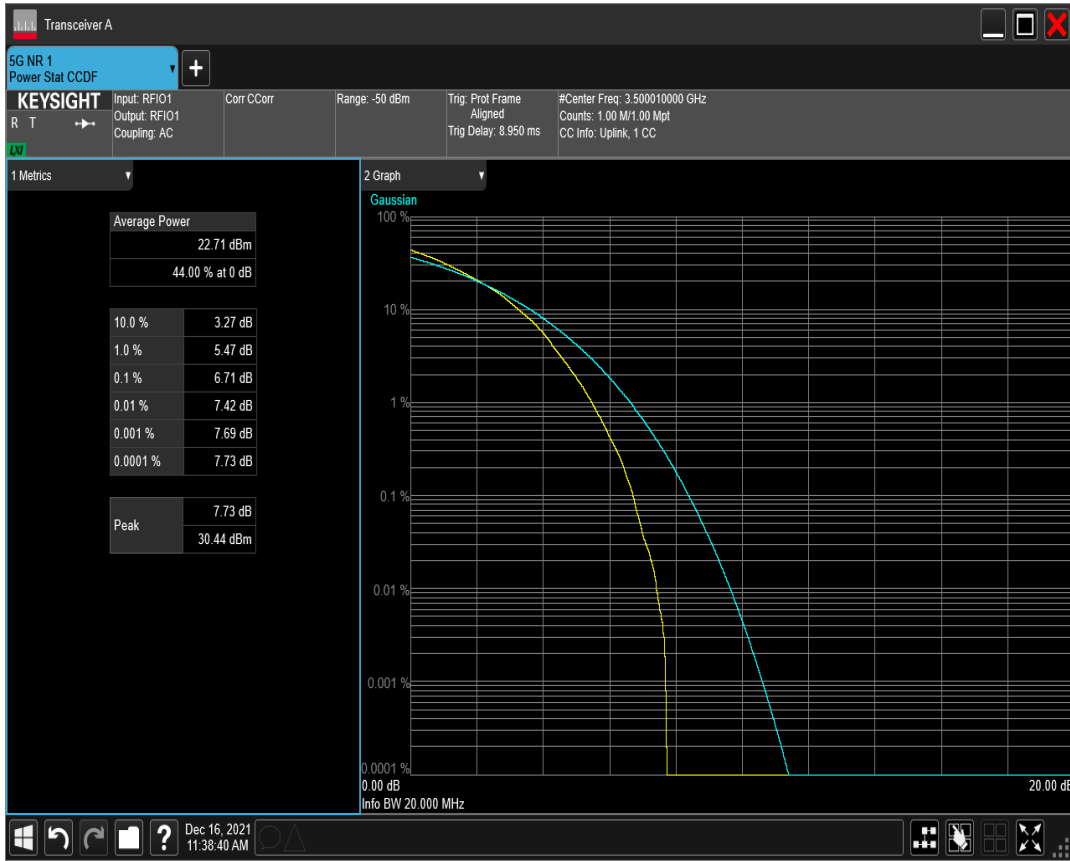 Transceiver A
5G NR 1
Power Stat CCDF
+
KEYSIGHT
R T
LXI
Input: RFIO1
Output: RFIO1
Coupling: AC
Corr CCorr
Range: -50 dBm
Trig: Prot Frame
Aligned
Trig Delay: 8.950 ms
#Center Freq: 3.500010000 GHz
Counts: 1.00 M/1.00 Mpt
CC Info: Uplink, 1 CC
1 Metrics
Average Power
22.71 dBm
44.00 % at 0 dB
10.0 % 3.27 dB
1.0 % 5.47 dB
0.1 % 6.71 dB
0.01 % 7.42 dB
0.001 % 7.69 dB
0.0001 % 7.73 dB
Peak
7.73 dB
30.44 dBm
2 Graph
Gaussian
100 %
10 %
1 %
0.1 %
0.01 %
0.001 %
0.0001 %
0.00 dB 20.00 dB
Info BW 20.000 MHz
?
Dec 16, 2021
11:38:40 AM